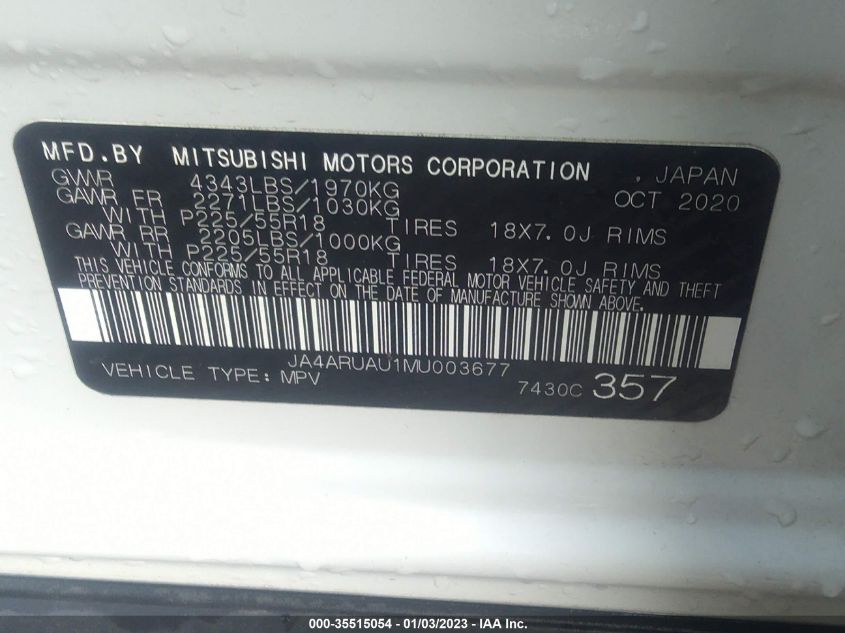 MFD.BY MITSUBISHI MOTORS CORPORATION , JAPAN
GVWR 4343LBS/1970KG OCT 2020
GAWR FR 2271LBS/1030KG
WITH P225/55R18 TIRES 18X7.0J RIMS
GAWR RR 2205LBS/1000KG
WITH P225/55R18 TIRES 18X7.0J RIMS
THIS VEHICLE CONFORMS TO ALL APPLICABLE FEDERAL MOTOR VEHICLE SAFETY AND THEFT
PREVENTION STANDARDS IN EFFECT ON THE DATE OF MANUFACTURE SHOWN ABOVE.
JA4ARUAU1MU003677
VEHICLE TYPE: MPV 7430C 357
000-35515054 - 01/03/2023 - © IAA Inc.